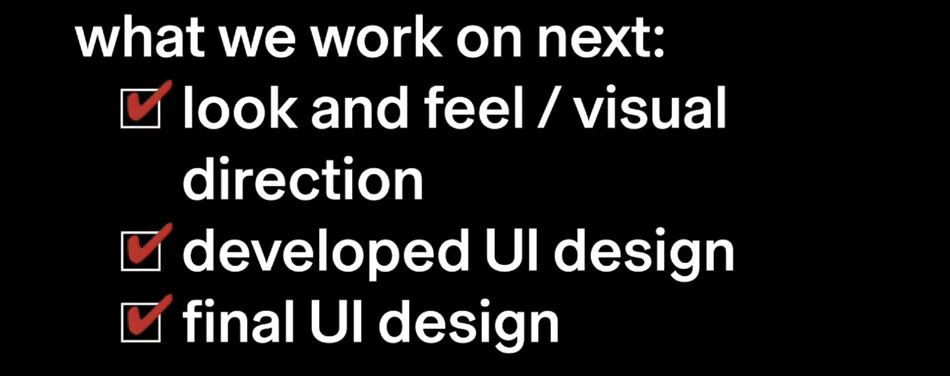 what we work on next:
☑ look and feel / visual
direction
☑ developed UI design
☑ final UI design